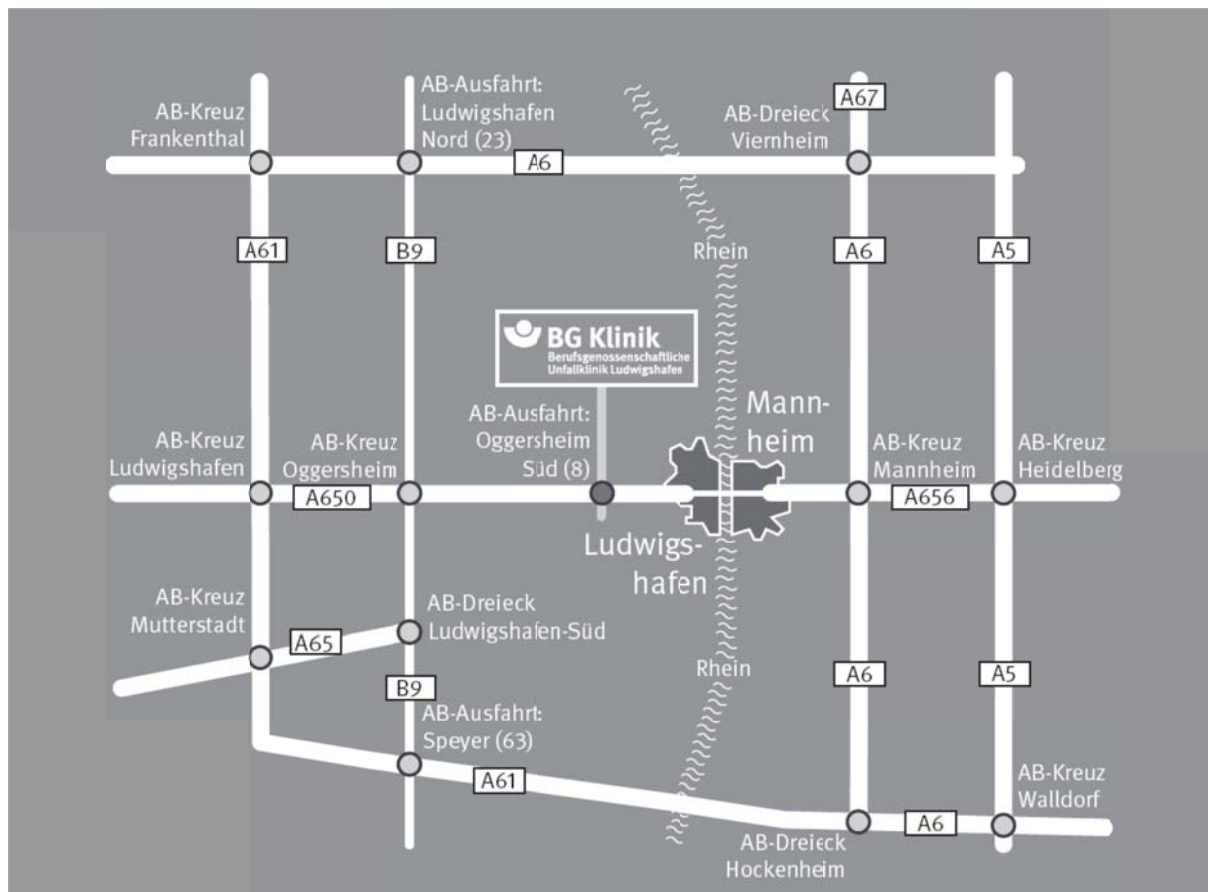 AB-Kreuz
Frankenthal
AB-Ausfahrt:
Ludwigshafen
Nord (23)
A6
AB-Dreieck
Viernheim
A67
A61
B9
Rhein
A6
A5
BG Klinik
Berufsgenossenschaftliche
Unfallklinik Ludwigshafen
AB-Kreuz
Ludwigshafen
A650
AB-Kreuz
Oggersheim
AB-Ausfahrt:
Oggersheim
Süd (8)
Mann-
heim
AB-Kreuz
Mannheim
A656
AB-Kreuz
Heidelberg
Ludwigs-
hafen
AB-Kreuz
Mutterstadt
A65
AB-Dreieck
Ludwigshafen-Süd
B9
Rhein
A6
A5
AB-Ausfahrt:
Speyer (63)
A61
AB-Dreieck
Hockenheim
A6
AB-Kreuz
Walldorf